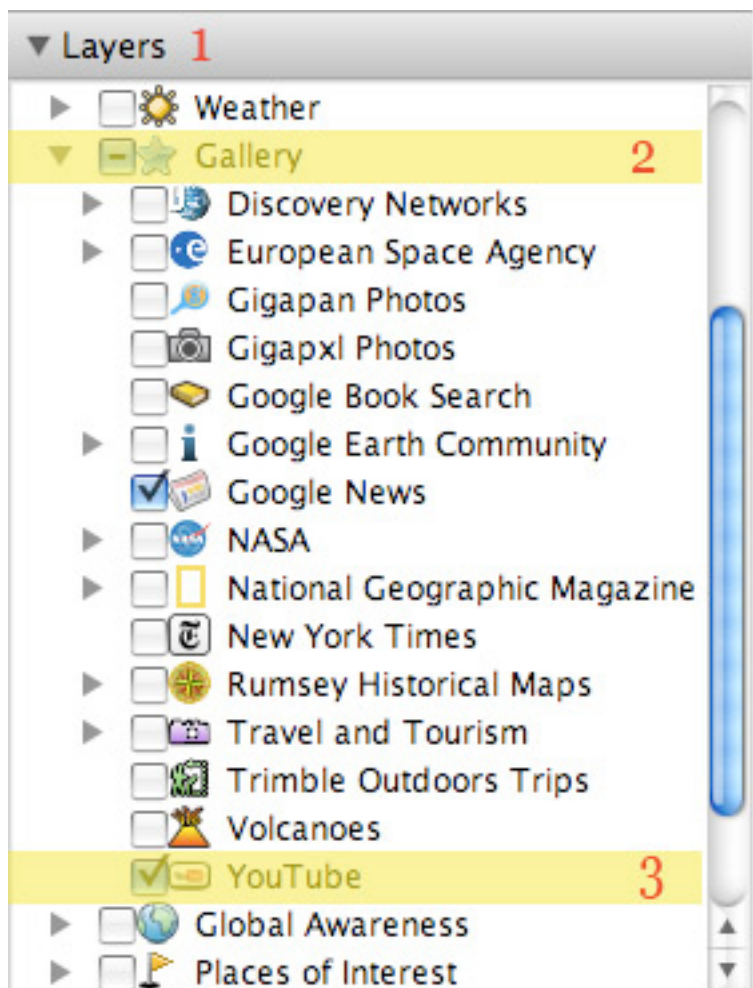 Layers 1
Weather
Gallery 2
Discovery Networks
European Space Agency
Gigapan Photos
Gigapxl Photos
Google Book Search
Google Earth Community
Google News
NASA
National Geographic Magazine
New York Times
Rumsey Historical Maps
Travel and Tourism
Trimble Outdoors Trips
Volcanoes
YouTube 3
Global Awareness
Places of Interest